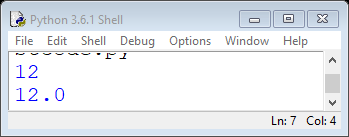 Python 3.6.1 Shell
File Edit Shell Debug Options Window Help
12
12.0
Ln: 7 Col: 4